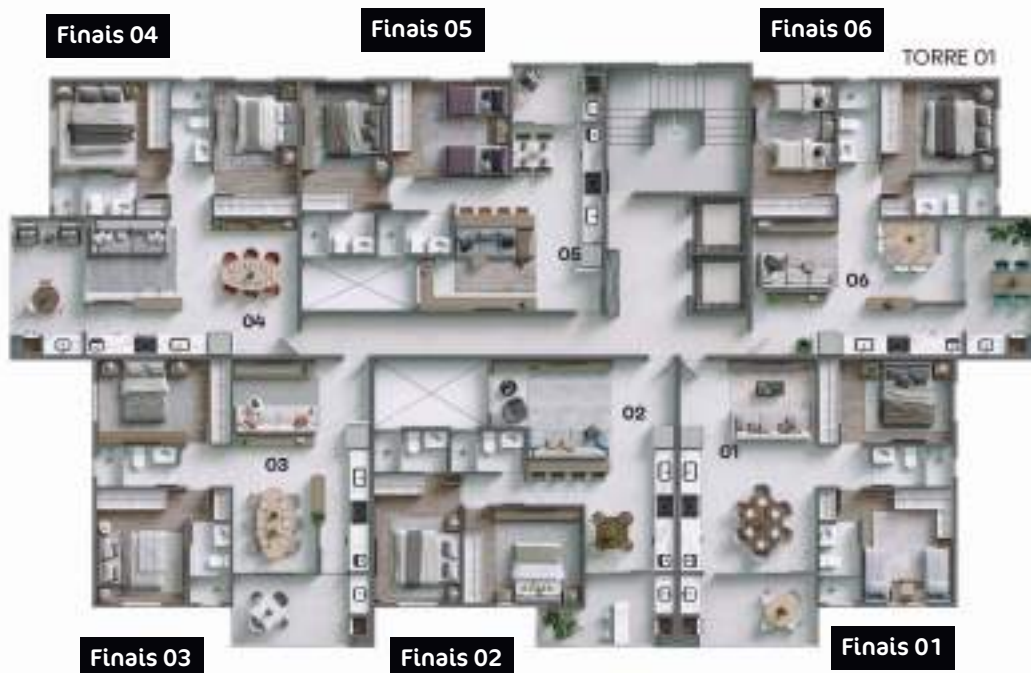 Finais 04
Finais 05
Finais 06
TORRE 01
05
06
04
02
01
03
Finais 03
Finais 02
Finais 01